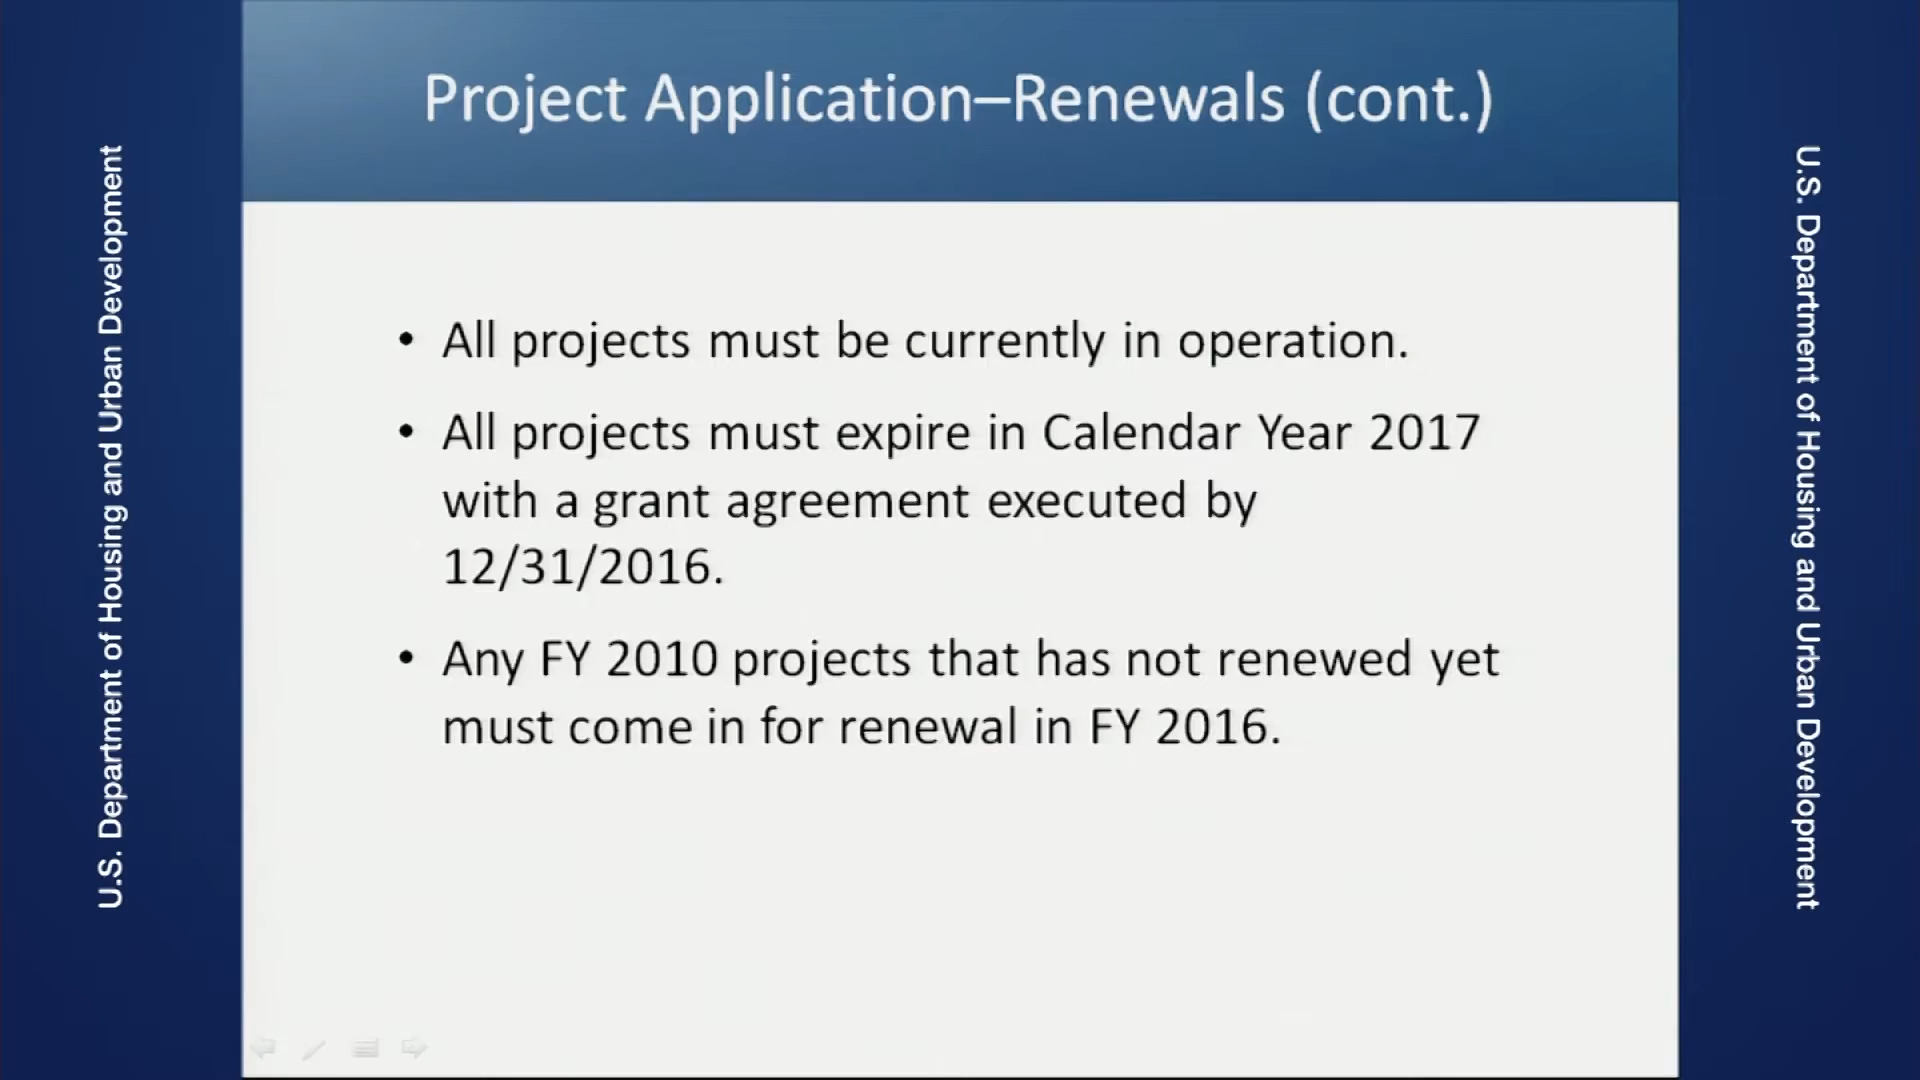 Project Application–Renewals (cont.)
• All projects must be currently in operation.
• All projects must expire in Calendar Year 2017
with a grant agreement executed by
12/31/2016.
• Any FY 2010 projects that has not renewed yet
must come in for renewal in FY 2016.
U.S. Department of Housing and Urban Development
U.S. Department of Housing and Urban Development